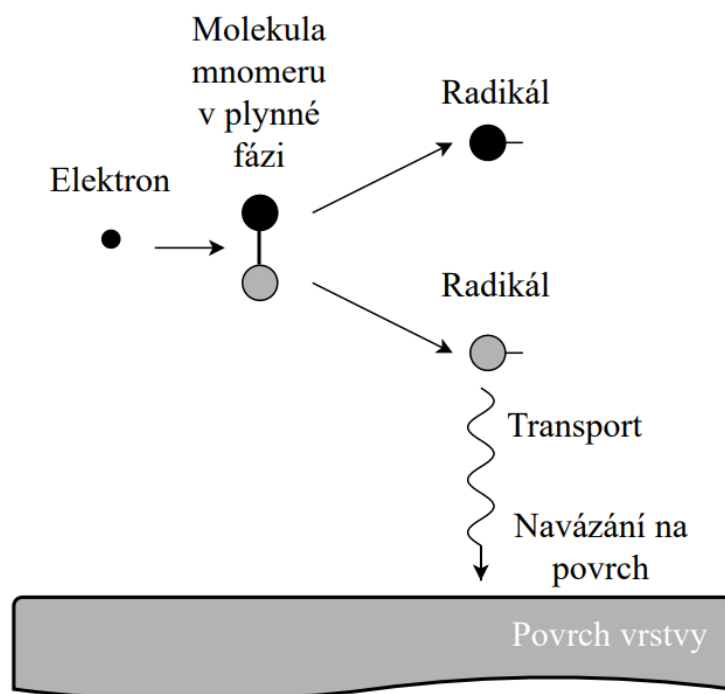 Molekula
mnomeru
v plynné
fázi
Radikál
Elektron
Radikál
Transport
Navázání na
povrch
Povrch vrstvy